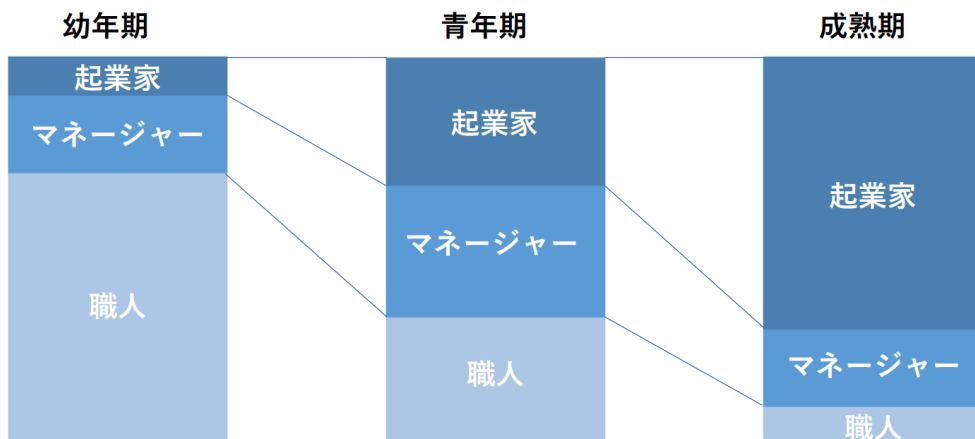 幼年期
青年期
成熟期
起業家
マネージャー
職人
起業家
マネージャー
職人
起業家
マネージャー
職人